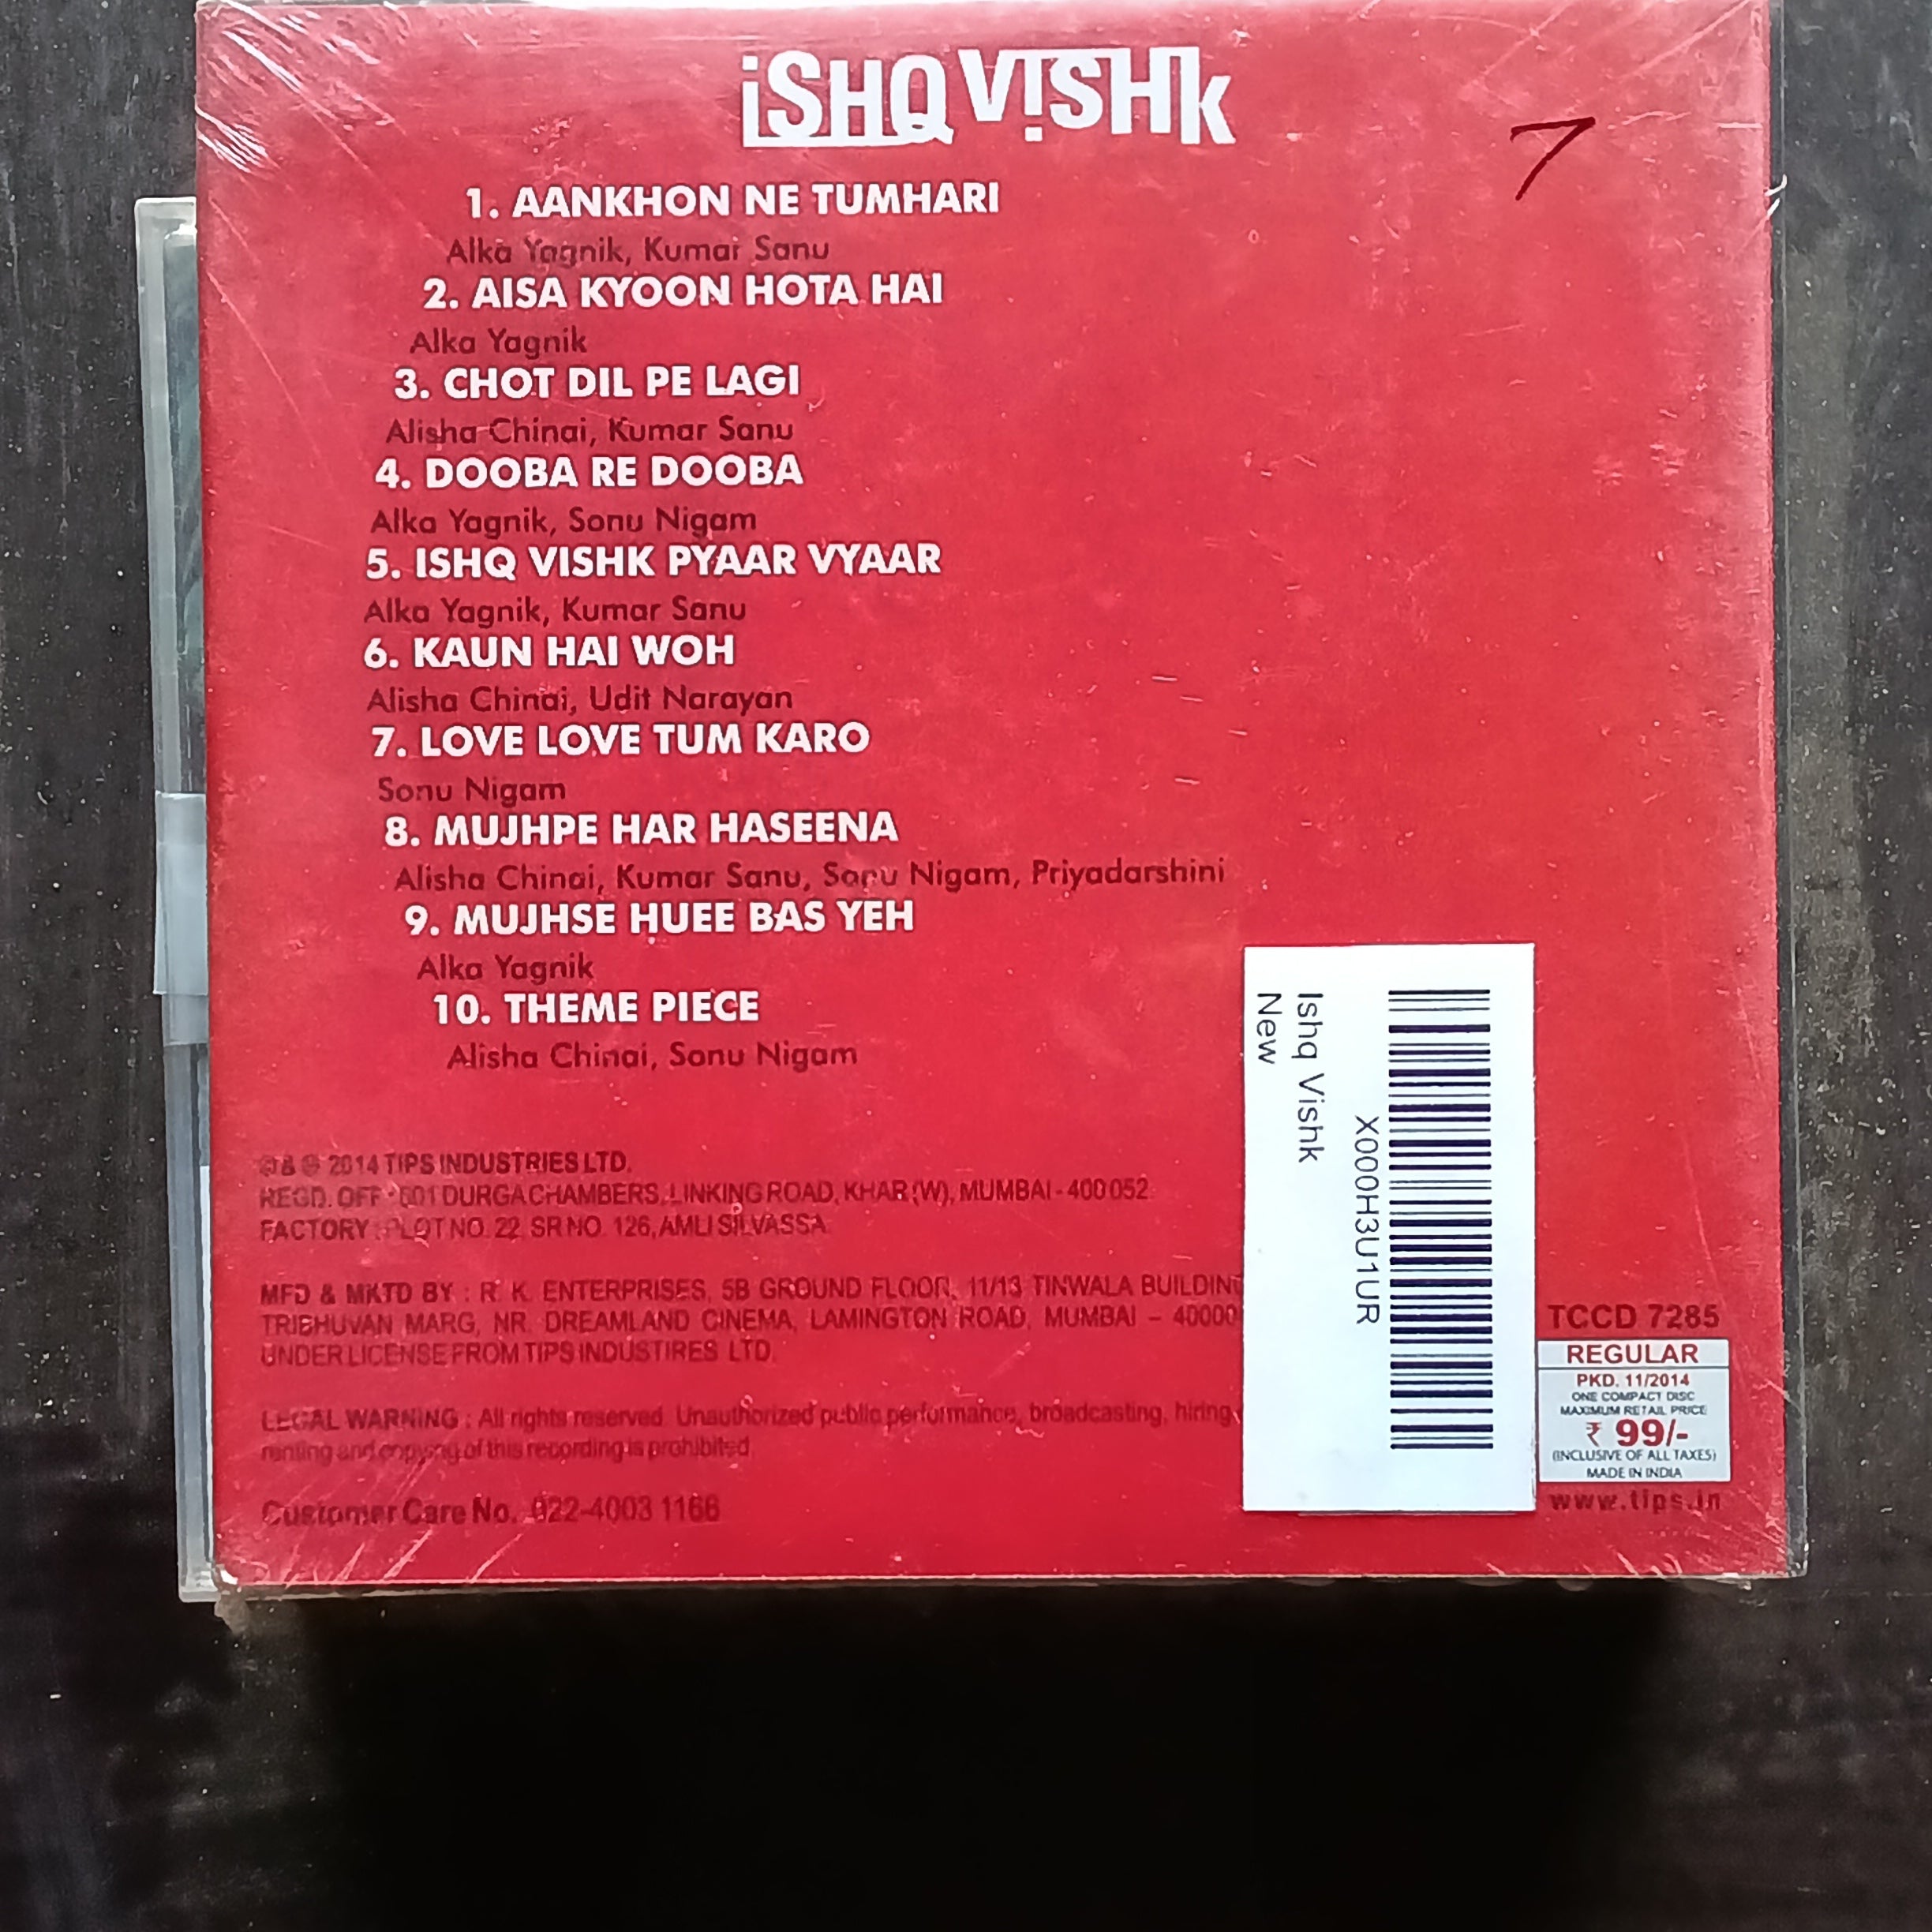 iSHQ VISHk
1. AANKHON NE TUMHARI
Alka Yagnik, Kumar Sanu
2. AISA KYOON HOTA HAI
Alka Yagnik
3. CHOT DIL PE LAGI
Alisha Chinai, Kumar Sanu
4. DOOBA RE DOOBA
Alka Yagnik, Sonu Nigam
5. ISHQ VISHK PYAAR VYAAR
Alka Yagnik, Kumar Sanu
6. KAUN HAI WOH
Alisha Chinai, Udit Narayan
7. LOVE LOVE TUM KARO
Sonu Nigam
8. MUJHPE HAR HASEENA
Alisha Chinai, Kumar Sanu, Sonu Nigam, Priyadarshini
9. MUJHSE HUEE BAS YEH
Alka Yagnik
10. THEME PIECE
Alisha Chinai, Sonu Nigam
℗ & © 2014 TIPS INDUSTRIES LTD.
REGD. OFF : 601 DURGA CHAMBERS, LINKING ROAD, KHAR (W), MUMBAI - 400 052
FACTORY : PLOT NO. 22 SR NO. 126, AMLI SILVASSA
MFD & MKTD BY : R. K. ENTERPRISES, 5B GROUND FLOOR, 11/13 TINWALA BUILDING
TRIBHUVAN MARG, NR. DREAMLAND CINEMA, LAMINGTON ROAD, MUMBAI – 40000
UNDER LICENSE FROM TIPS INDUSTIRES LTD.
LEGAL WARNING : All rights reserved. Unauthorized public performance, broadcasting, hiring,
renting and copying of this recording is prohibited.
Customer Care No. 022-4003 1166
X000H3U1UR
Ishq Vishk
New
TCCD 7285
REGULAR
PKD. 11/2014
ONE COMPACT DISC
MAXIMUM RETAIL PRICE
₹ 99/-
(INCLUSIVE OF ALL TAXES)
MADE IN INDIA
www.tips.in